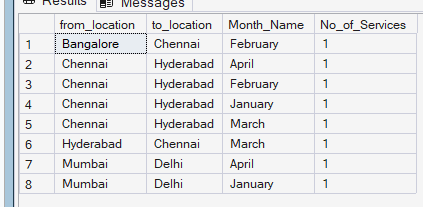 Results Messages
from_location to_location Month_Name No_of_Services
1 Bangalore Chennai February 1
2 Chennai Hyderabad April 1
3 Chennai Hyderabad February 1
4 Chennai Hyderabad January 1
5 Chennai Hyderabad March 1
6 Hyderabad Chennai March 1
7 Mumbai Delhi April 1
8 Mumbai Delhi January 1